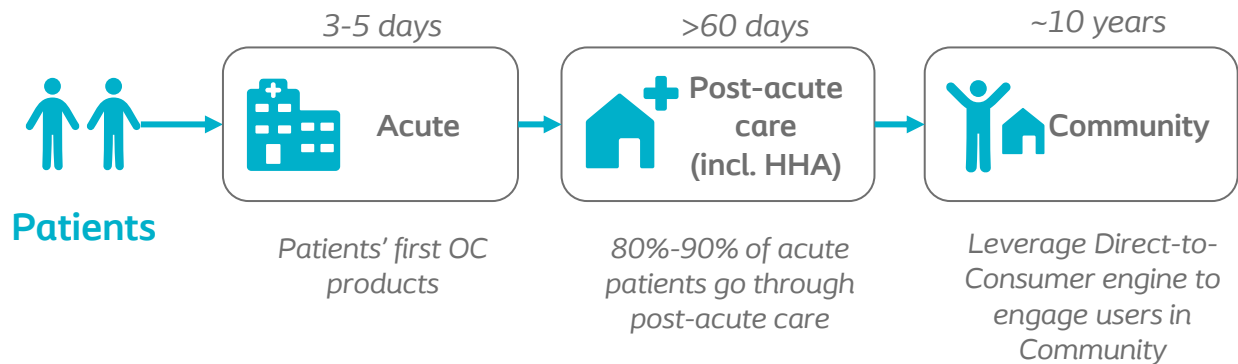 3-5 days
>60 days
~10 years
Patients
Acute
Post-acute
care
(incl. HHA)
Community
Patients' first OC
products
80%-90% of acute
patients go through
post-acute care
Leverage Direct-to-
Consumer engine to
engage users in
Community